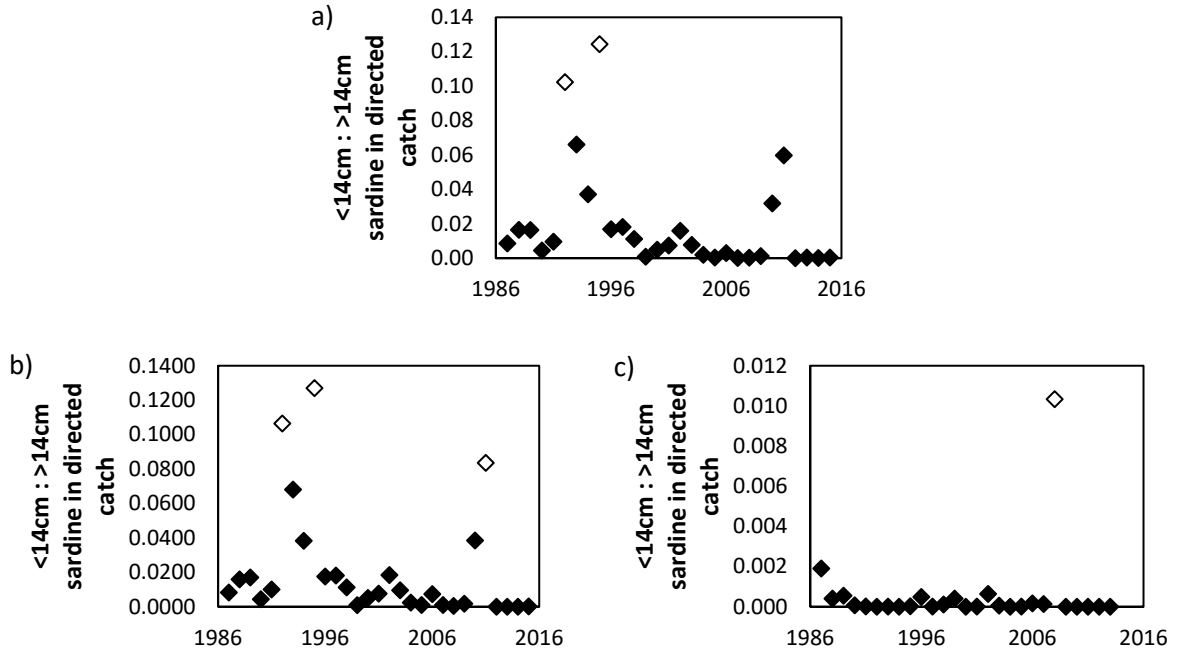 a)
<14cm : >14cm
sardine in directed
catch
0.14
0.12
0.10
0.08
0.06
0.04
0.02
0.00
1986 1996 2006 2016
b)
<14cm : >14cm
sardine in directed
catch
0.1400
0.1200
0.1000
0.0800
0.0600
0.0400
0.0200
0.0000
1986 1996 2006 2016
c)
<14cm : >14cm
sardine in directed
catch
0.012
0.010
0.008
0.006
0.004
0.002
0.000
1986 1996 2006 2016